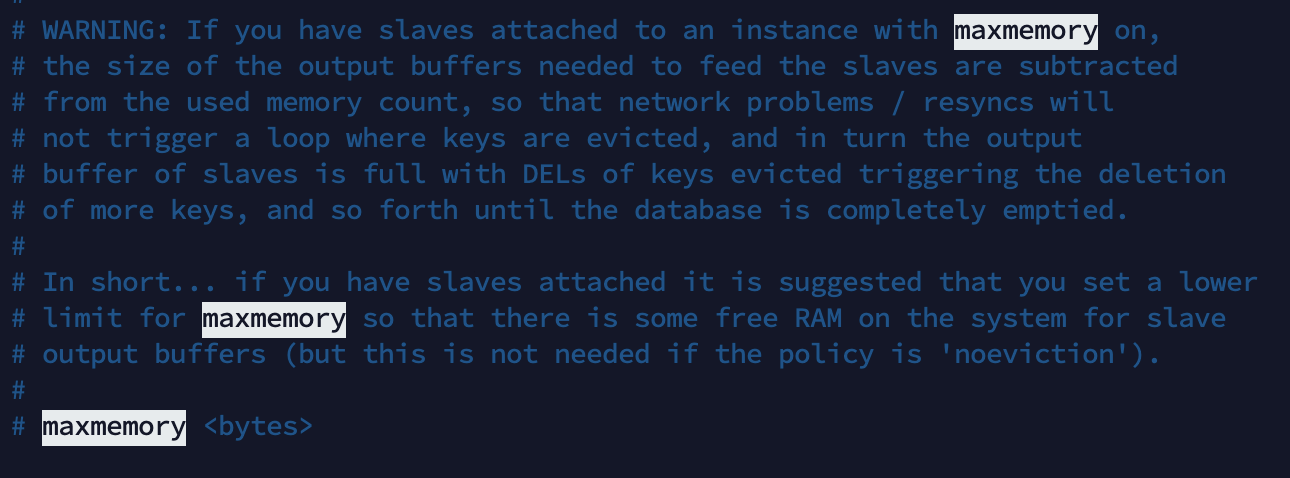 #
# WARNING: If you have slaves attached to an instance with maxmemory on,
# the size of the output buffers needed to feed the slaves are subtracted
# from the used memory count, so that network problems / resyncs will
# not trigger a loop where keys are evicted, and in turn the output
# buffer of slaves is full with DELs of keys evicted triggering the deletion
# of more keys, and so forth until the database is completely emptied.
#
# In short... if you have slaves attached it is suggested that you set a lower
# limit for maxmemory so that there is some free RAM on the system for slave
# output buffers (but this is not needed if the policy is 'noeviction').
#
# maxmemory <bytes>